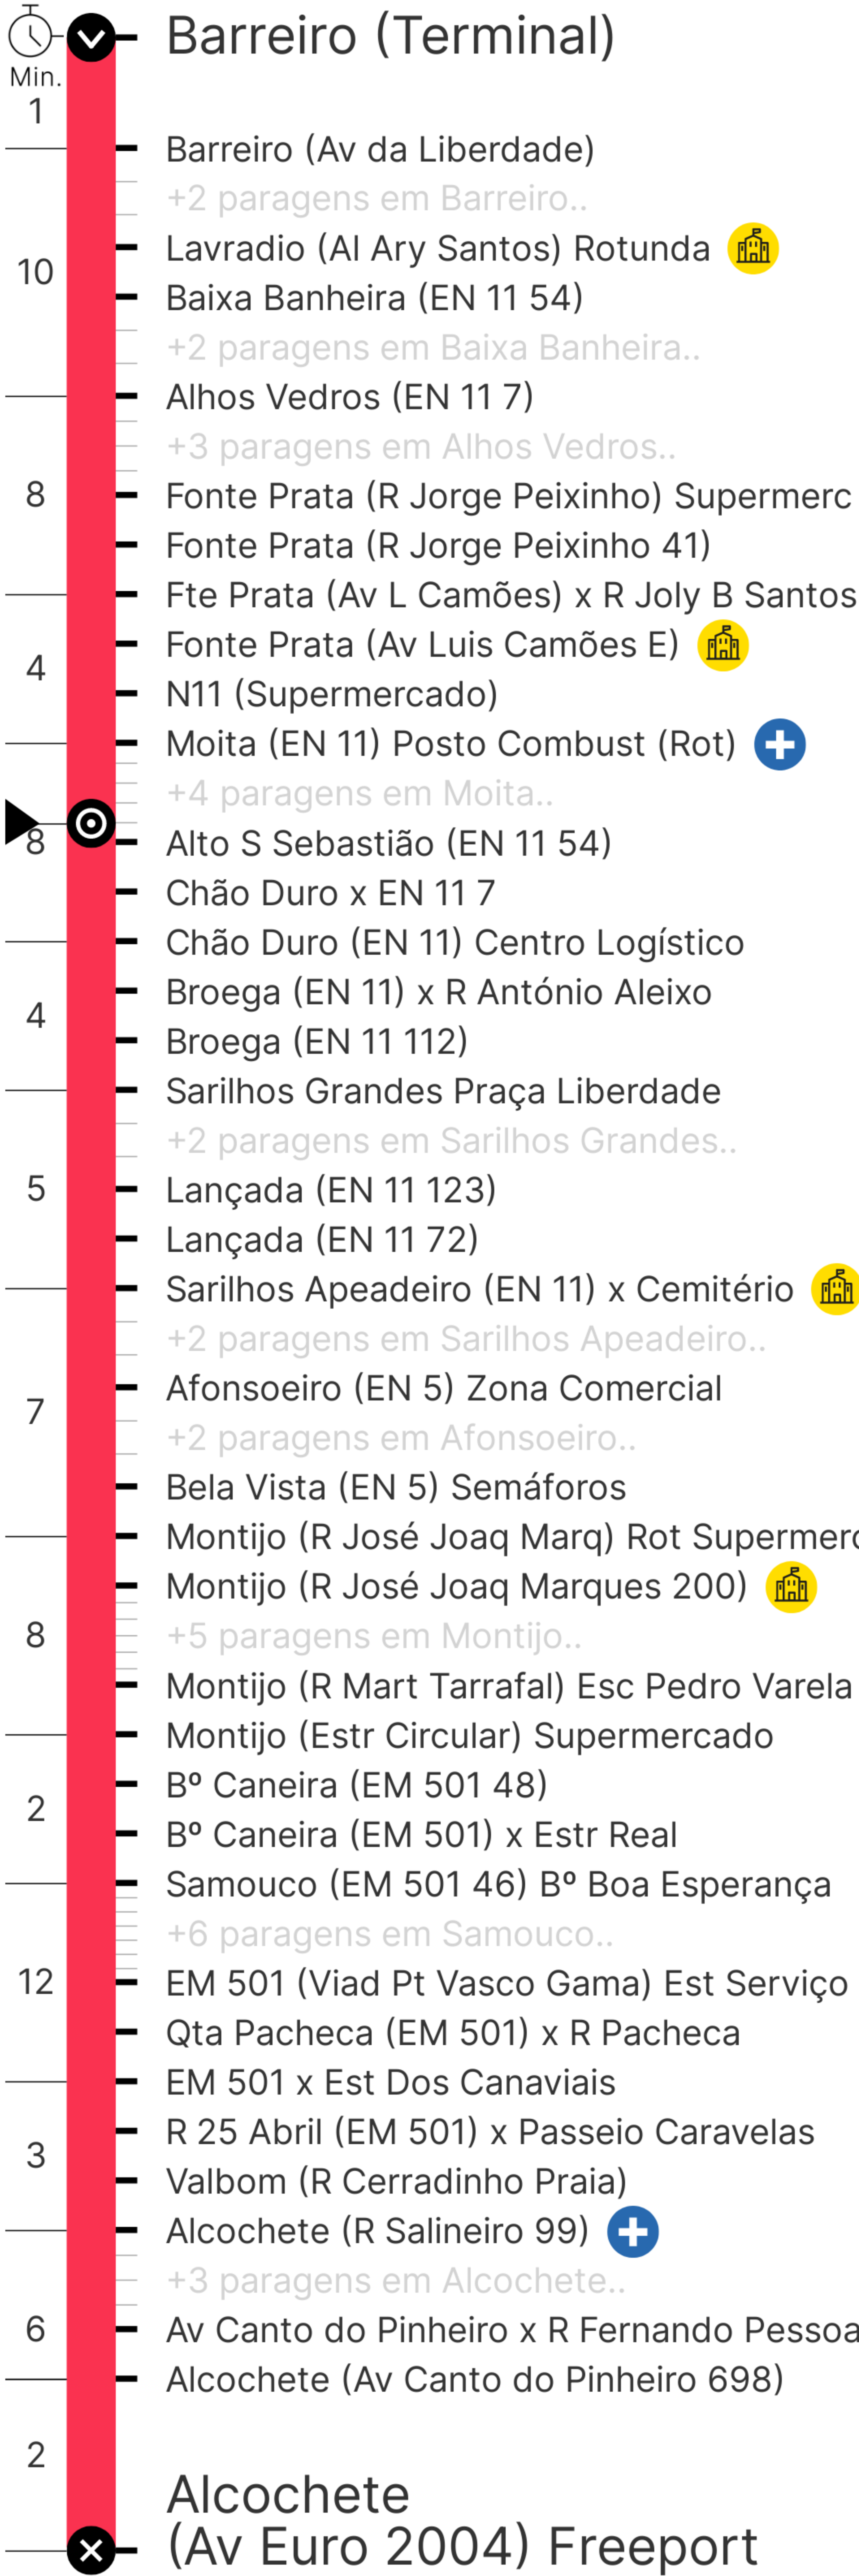 Barreiro (Terminal)
Min.
1
Barreiro (Av da Liberdade)
+2 paragens em Barreiro..
Lavradio (Al Ary Santos) Rotunda
10
Baixa Banheira (EN 11 54)
+2 paragens em Baixa Banheira..
Alhos Vedros (EN 11 7)
+3 paragens em Alhos Vedros..
8
Fonte Prata (R Jorge Peixinho) Supermerc
Fonte Prata (R Jorge Peixinho 41)
Fte Prata (Av L Camões) x R Joly B Santos
Fonte Prata (Av Luis Camões E)
4
N11 (Supermercado)
Moita (EN 11) Posto Combust (Rot)
+4 paragens em Moita..
8
Alto S Sebastião (EN 11 54)
Chão Duro x EN 11 7
Chão Duro (EN 11) Centro Logístico
Broega (EN 11) x R António Aleixo
4
Broega (EN 11 112)
Sarilhos Grandes Praça Liberdade
+2 paragens em Sarilhos Grandes..
5
Lançada (EN 11 123)
Lançada (EN 11 72)
Sarilhos Apeadeiro (EN 11) x Cemitério
+2 paragens em Sarilhos Apeadeiro..
Afonsoeiro (EN 5) Zona Comercial
7
+2 paragens em Afonsoeiro..
Bela Vista (EN 5) Semáforos
Montijo (R José Joaq Marq) Rot Supermerc
Montijo (R José Joaq Marques 200)
8
+5 paragens em Montijo..
Montijo (R Mart Tarrafal) Esc Pedro Varela
Montijo (Estr Circular) Supermercado
Bº Caneira (EM 501 48)
2
Bº Caneira (EM 501) x Estr Real
Samouco (EM 501 46) Bº Boa Esperança
+6 paragens em Samouco..
12
EM 501 (Viad Pt Vasco Gama) Est Serviço
Qta Pacheca (EM 501) x R Pacheca
EM 501 x Est Dos Canaviais
R 25 Abril (EM 501) x Passeio Caravelas
3
Valbom (R Cerradinho Praia)
Alcochete (R Salineiro 99)
+3 paragens em Alcochete..
6
Av Canto do Pinheiro x R Fernando Pessoa
Alcochete (Av Canto do Pinheiro 698)
2
Alcochete
(Av Euro 2004) Freeport